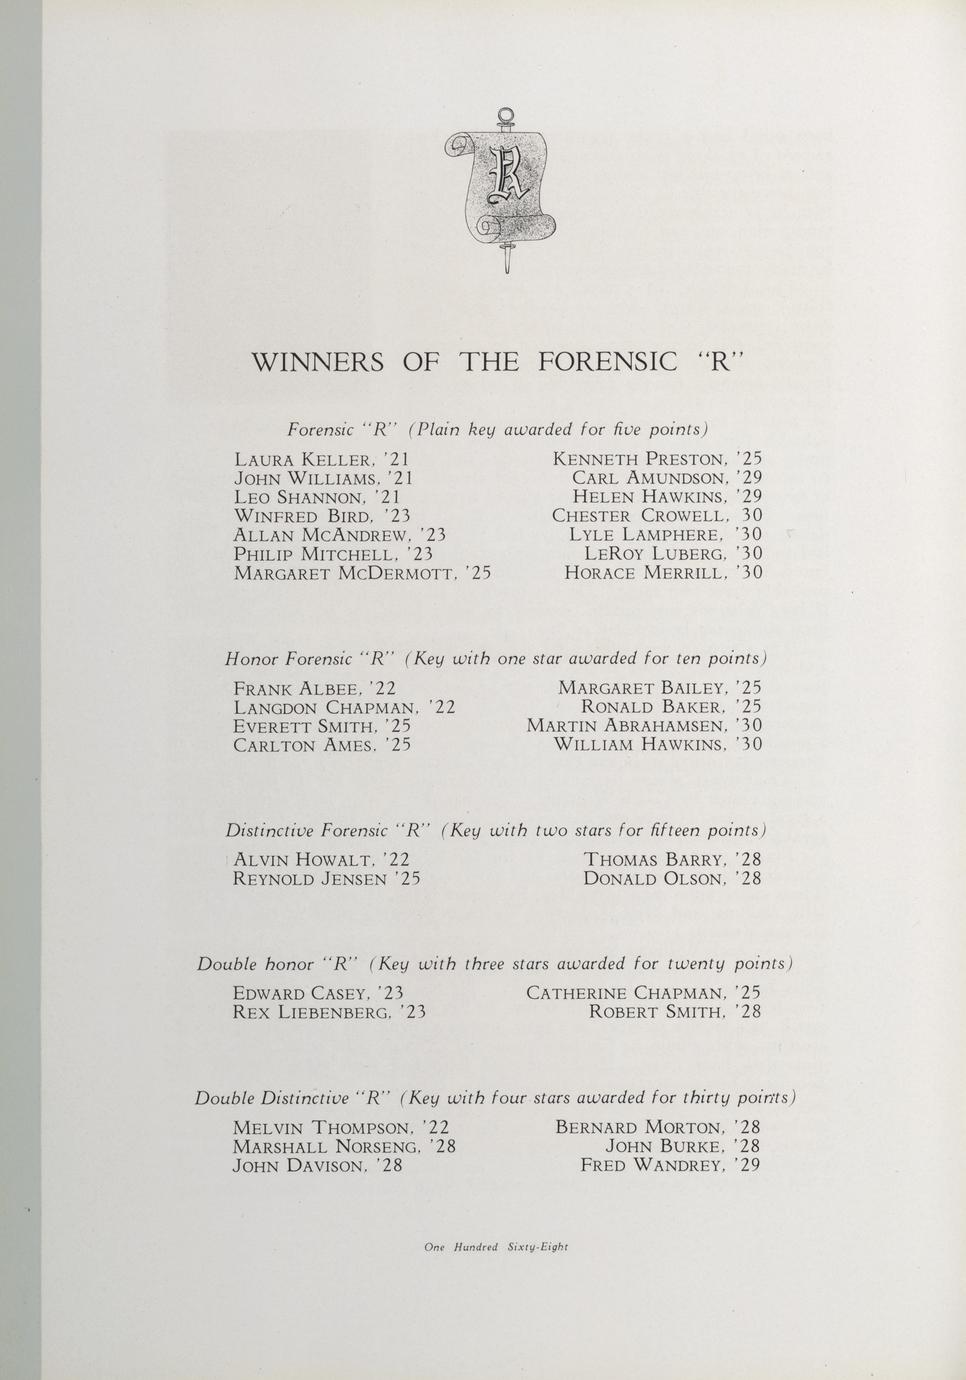 R
WINNERS OF THE FORENSIC "R"
Forensic "R" (Plain key awarded for five points)
LAURA KELLER, '21 KENNETH PRESTON, '25
JOHN WILLIAMS, '21 CARL AMUNDSON, '29
LEO SHANNON, '21 HELEN HAWKINS, '29
WINFRED BIRD, '23 CHESTER CROWELL, 30
ALLAN MCANDREW, '23 LYLE LAMPHERE, '30
PHILIP MITCHELL, '23 LEROY LUBERG, '30
MARGARET MCDERMOTT, '25 HORACE MERRILL, '30
Honor Forensic "R" (Key with one star awarded for ten points)
FRANK ALBEE, '22 MARGARET BAILEY, '25
LANGDON CHAPMAN, '22 RONALD BAKER, '25
EVERETT SMITH, '25 MARTIN ABRAHAMSEN, '30
CARLTON AMES, '25 WILLIAM HAWKINS, '30
Distinctive Forensic "R" (Key with two stars for fifteen points)
ALVIN HOWALT, '22 THOMAS BARRY, '28
REYNOLD JENSEN '25 DONALD OLSON, '28
Double honor "R" (Key with three stars awarded for twenty points)
EDWARD CASEY, '23 CATHERINE CHAPMAN, '25
REX LIEBENBERG, '23 ROBERT SMITH, '28
Double Distinctive "R" (Key with four stars awarded for thirty points)
MELVIN THOMPSON, '22 BERNARD MORTON, '28
MARSHALL NORSENG, '28 JOHN BURKE, '28
JOHN DAVISON, '28 FRED WANDREY, '29
One Hundred Sixty-Eight